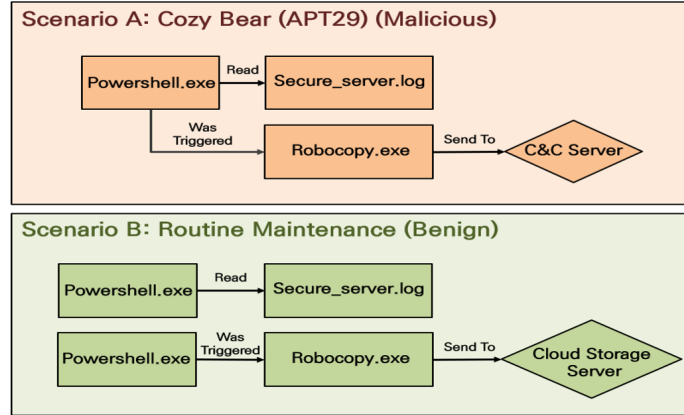 Scenario A: Cozy Bear (APT29) (Malicious)
Powershell.exe
Read
Secure_server.log
Was
Triggered
Robocopy.exe
Send To
C&C Server
Scenario B: Routine Maintenance (Benign)
Powershell.exe
Read
Secure_server.log
Powershell.exe
Was
Triggered
Robocopy.exe
Send To
Cloud Storage
Server